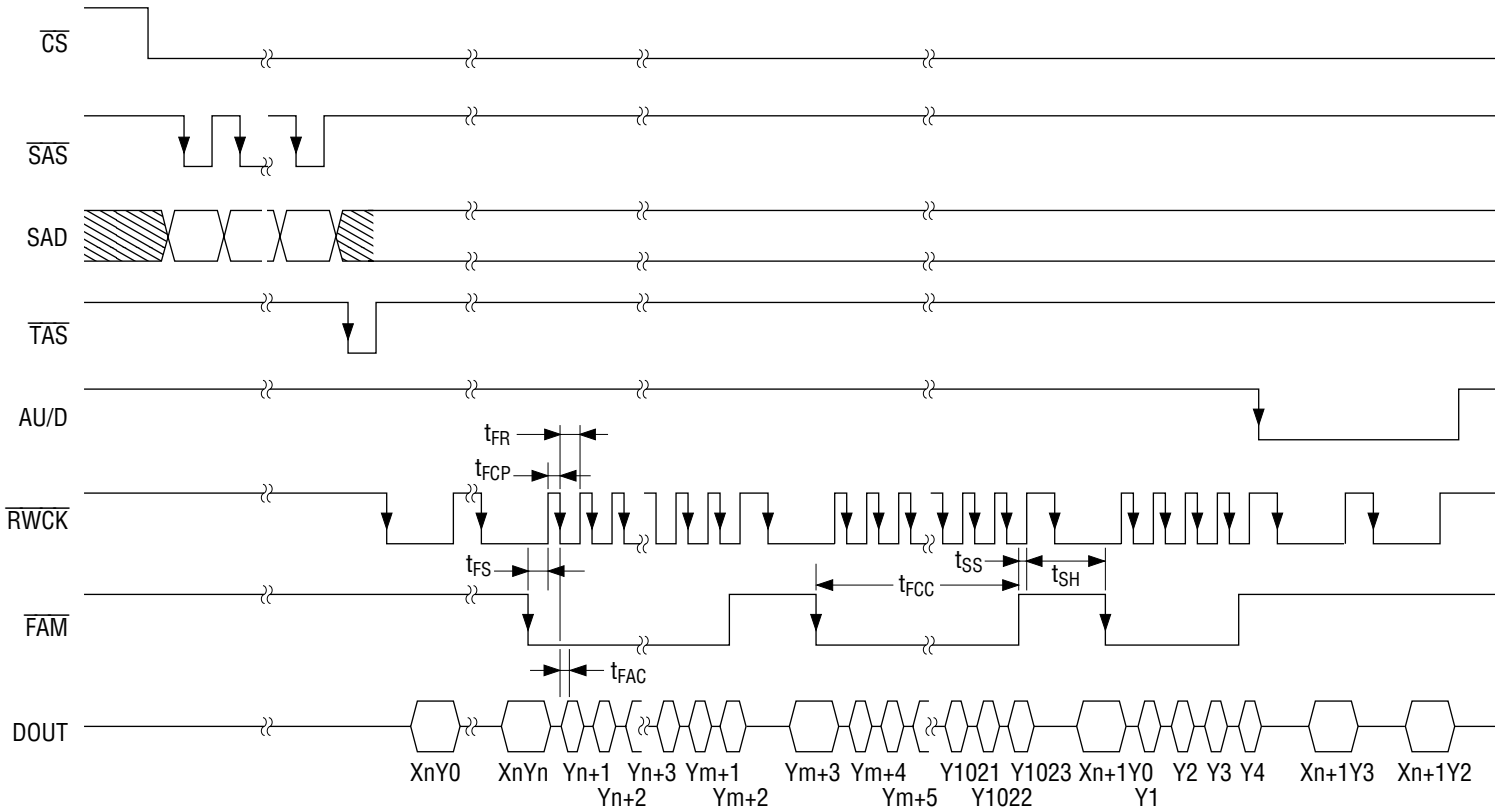 CS
SAS
SAD
TAS
AU/D
tFR
tFCP
RWCK
tFS
tSS
tSH
tFCC
FAM
tFAC
DOUT
XnY0 XnYn Yn+1 Yn+3 Ym+1 Ym+3 Ym+4 Y1021 Y1023 Xn+1Y0 Y2 Y3 Y4 Xn+1Y3 Xn+1Y2
Yn+2 Ym+2 Ym+5 Y1022 Y1